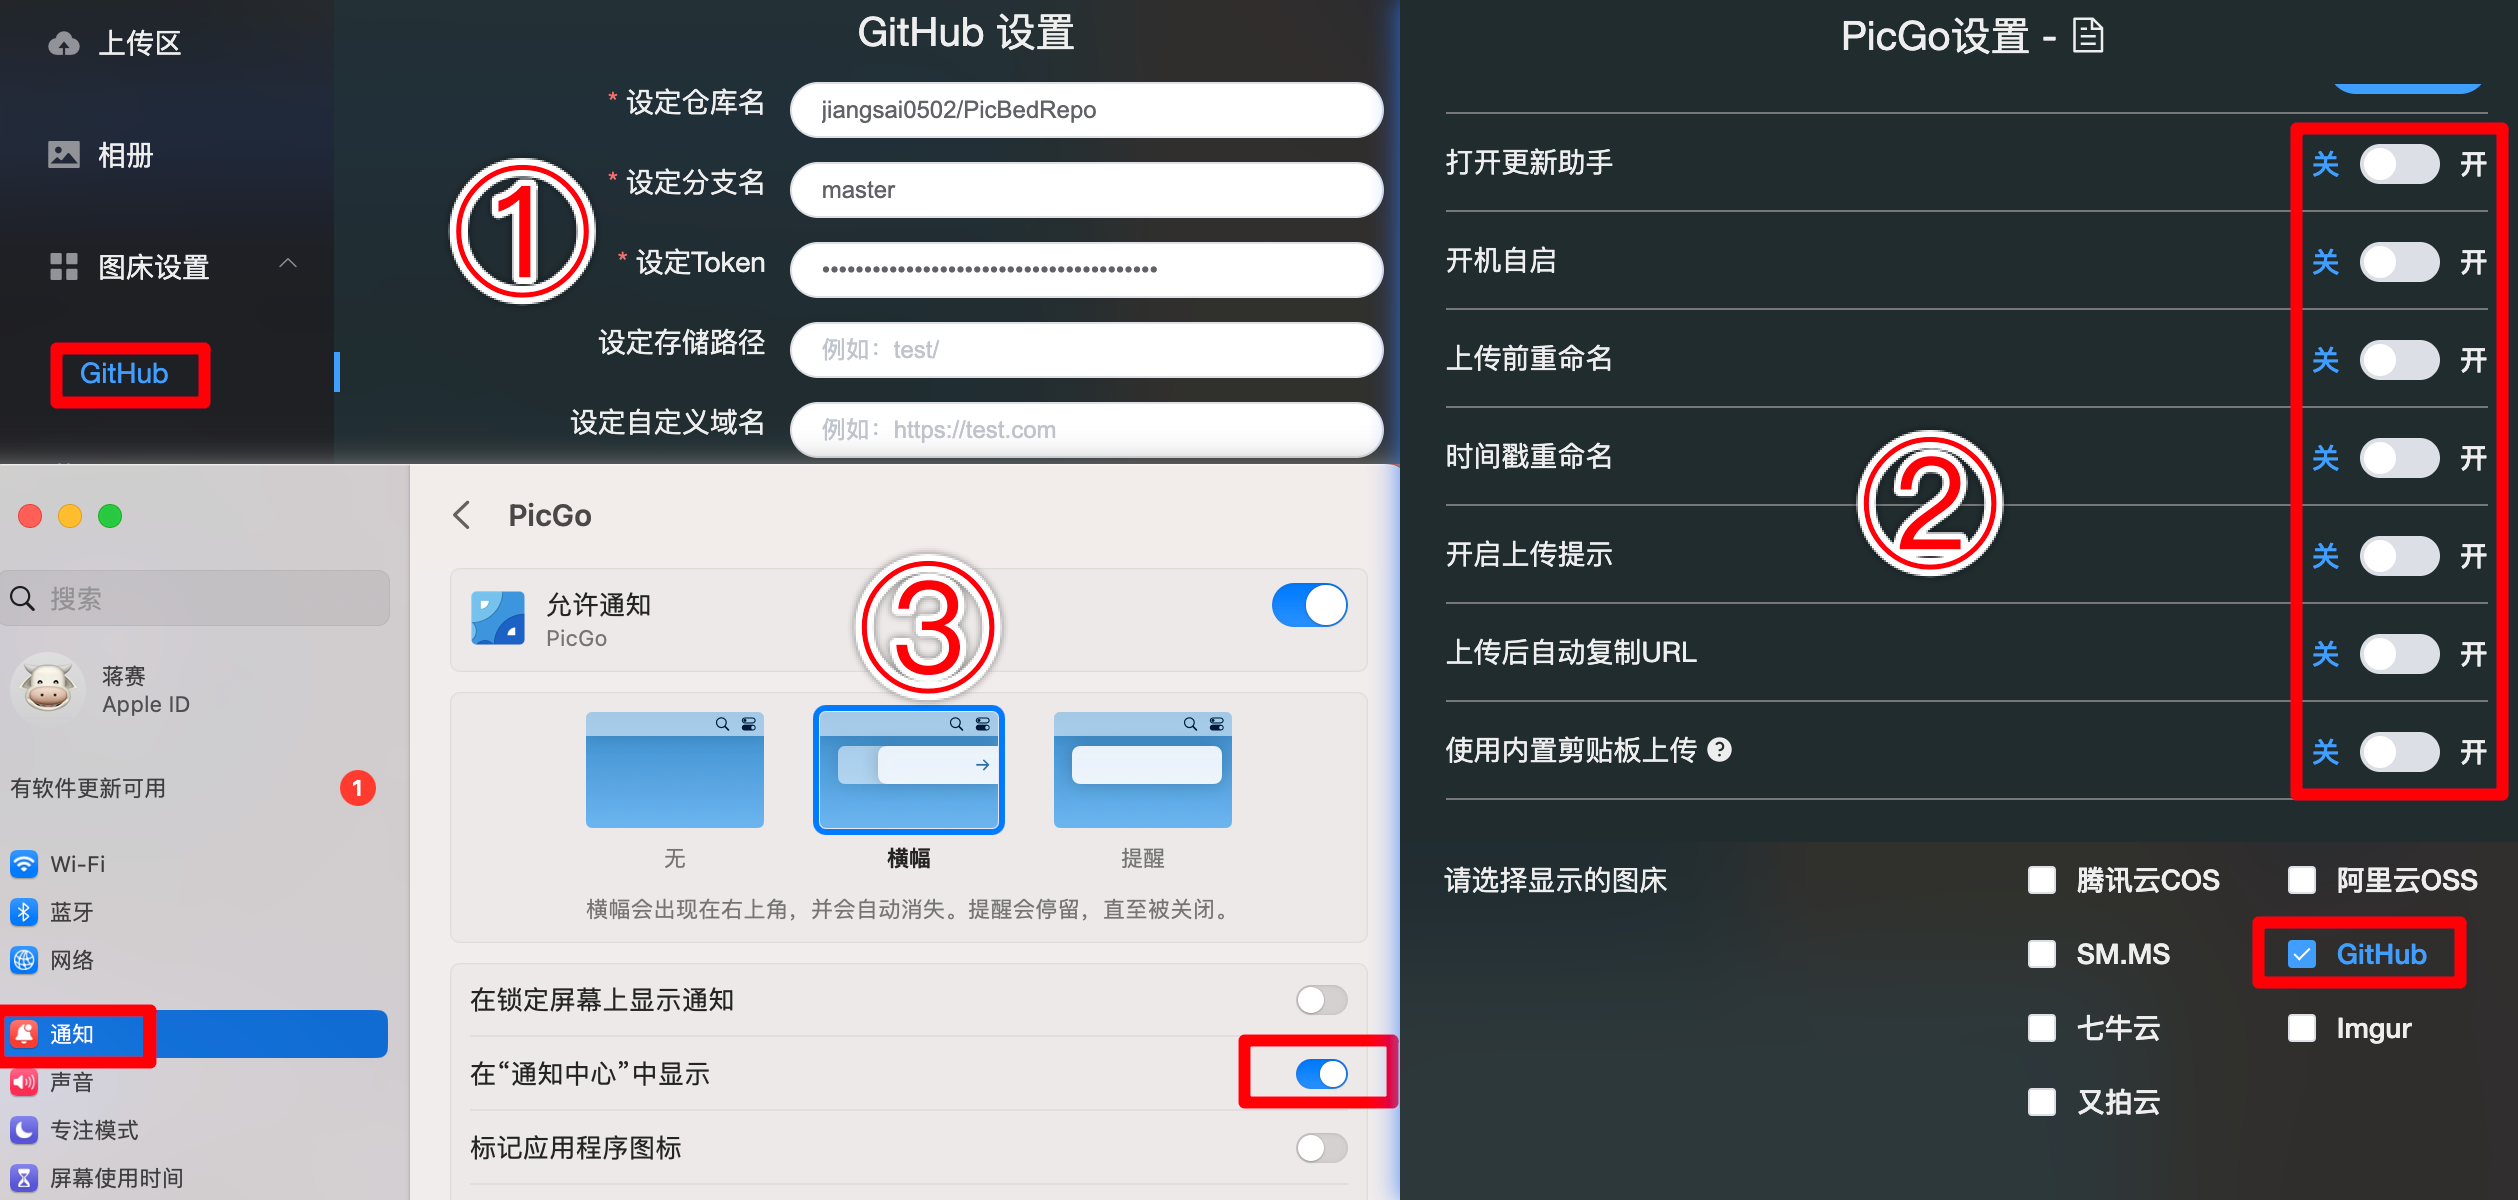 上传区
相册
图床设置
GitHub
GitHub 设置
* 设定仓库名
jiangsai0502/PicBedRepo
* 设定分支名
master
* 设定Token
设定存储路径
例如：test/
设定自定义域名
例如：https://test.com
①
搜索
蒋赛
Apple ID
有软件更新可用
1
Wi-Fi
蓝牙
网络
通知
声音
专注模式
屏幕使用时间
PicGo
允许通知
PicGo
③
无
横幅
提醒
横幅会出现在右上角，并会自动消失。提醒会停留，直至被关闭。
在锁定屏幕上显示通知
在“通知中心”中显示
标记应用程序图标
PicGo设置 -
打开更新助手 关 开
开机自启 关 开
上传前重命名 关 开
时间戳重命名 关 开
②
开启上传提示 关 开
上传后自动复制URL 关 开
使用内置剪贴板上传 ? 关 开
请选择显示的图床
腾讯云COS 阿里云OSS
SM.MS GitHub
七牛云 Imgur
又拍云